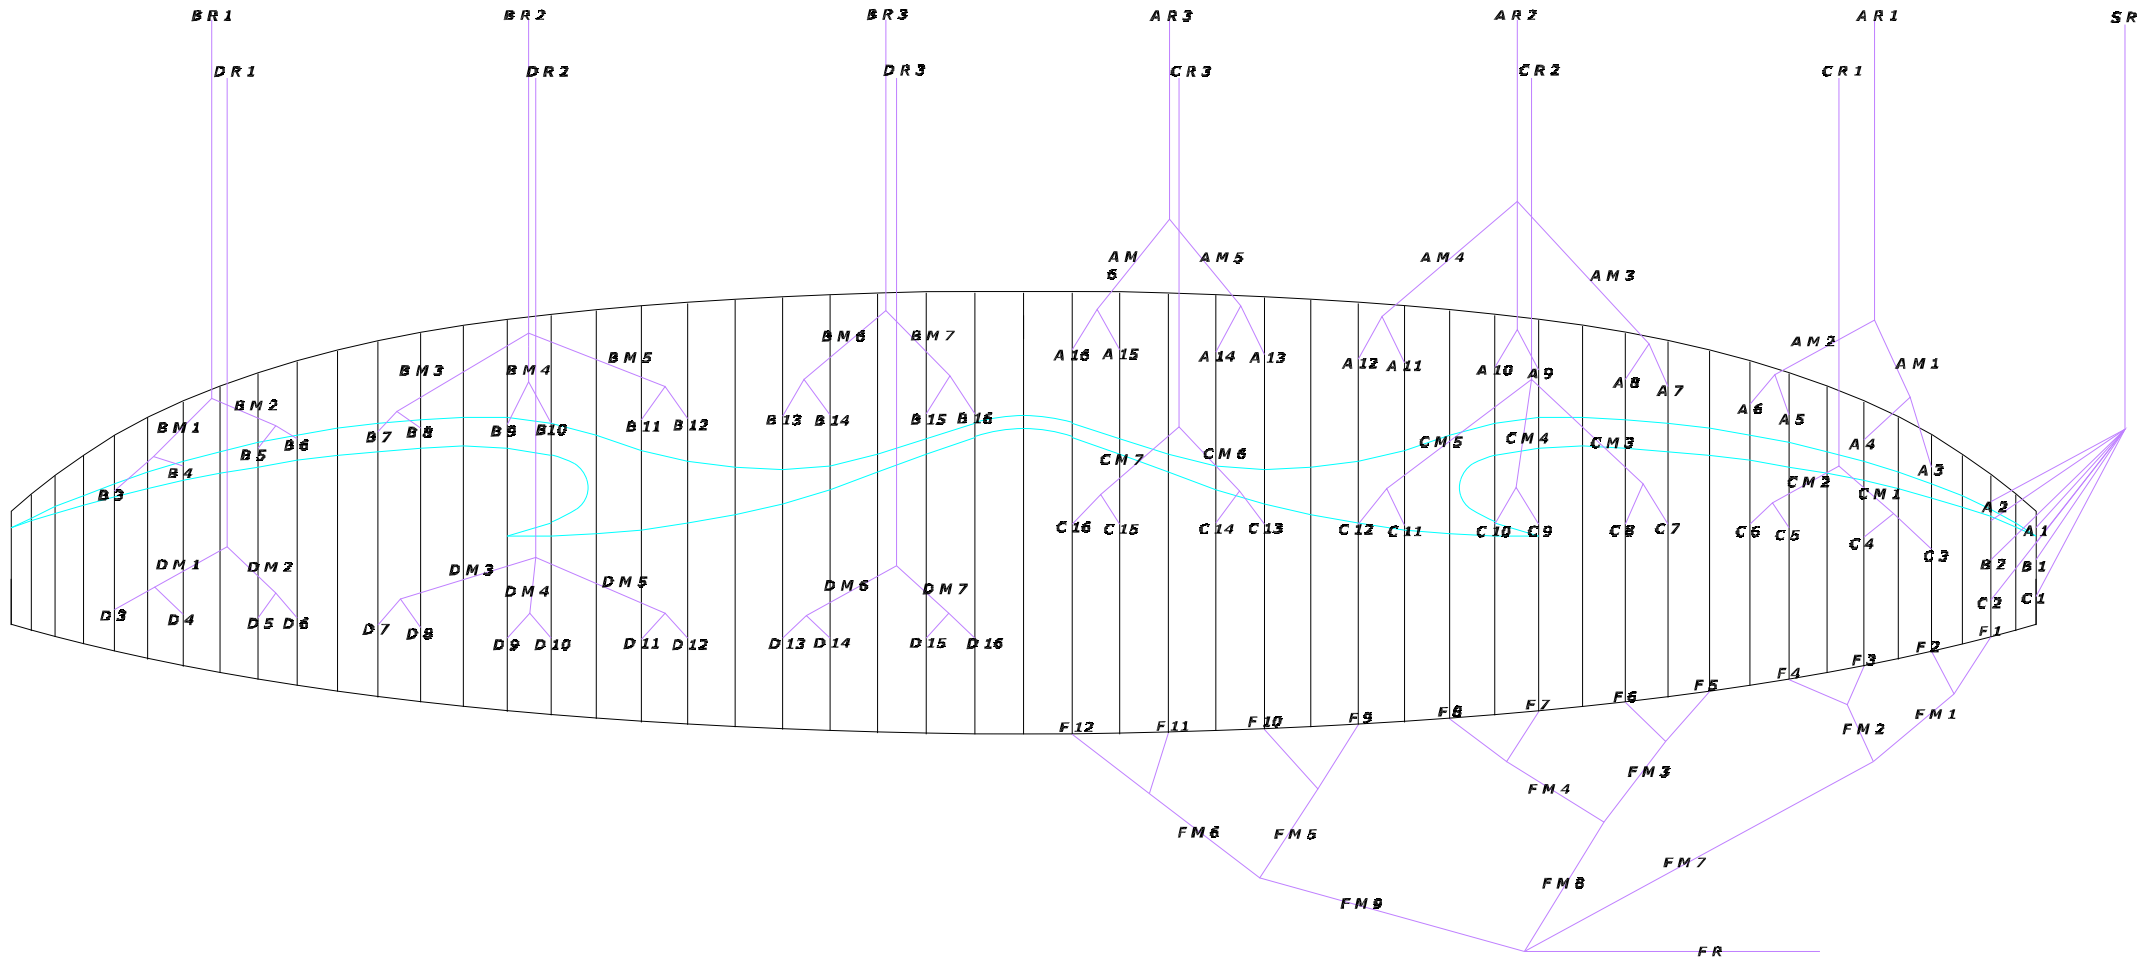 BR1 BR2 BR3 AR3 AR2 AR1 SR
DR1 DR2 DR3 CR3 CR2 CR1
AM 6 AM5 AM4 AM3
BM6 BM7 AM2
A16 A15 A14 A13 A12 A11 A10 A9 A8 A7 AM1
BM3 BM4 BM5
BM2 A6 A5
BM1 B7 B8 B9 B10 B11 B12 B13 B14 B15 B16
B5 B6 CM5 CM4 CM3 A4
B3 B4 CM7 CM6 A3
CM2 CM1 A2
C16 C15 C14 C13 C12 C11 C10 C9 C8 C7 C6 C5 C4 C3 A1
DM1 DM2 DM3 DM4 DM5 DM6 DM7 B2 B1
D3 D4 D5 D6 D7 D8 D9 D10 D11 D12 D13 D14 D15 D16 C2 C1
F12 F11 F10 F9 F8 F7 F6 F5 F4 F3 F2 F1
FM2 FM1
FM4 FM3
FM6 FM5
FM8 FM7
FM9
FR